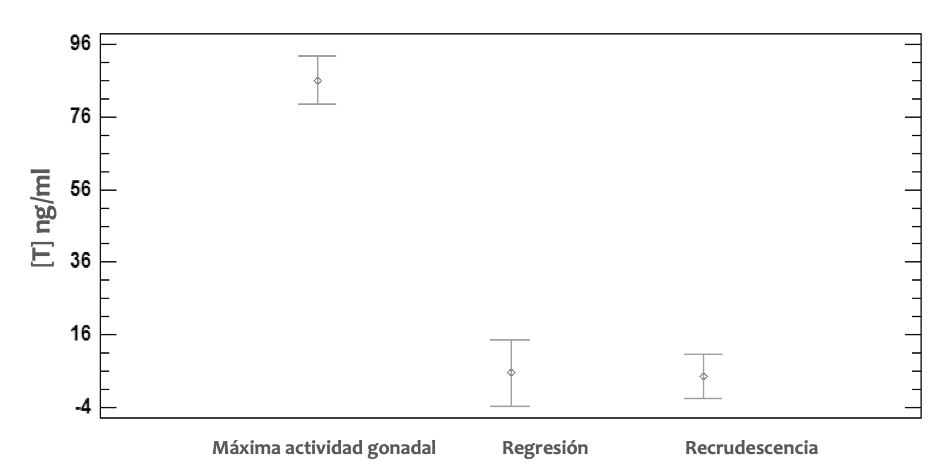 96
76
56
36
16
-4
[T] ng/ml
Máxima actividad gonadal
Regresión
Recrudescencia